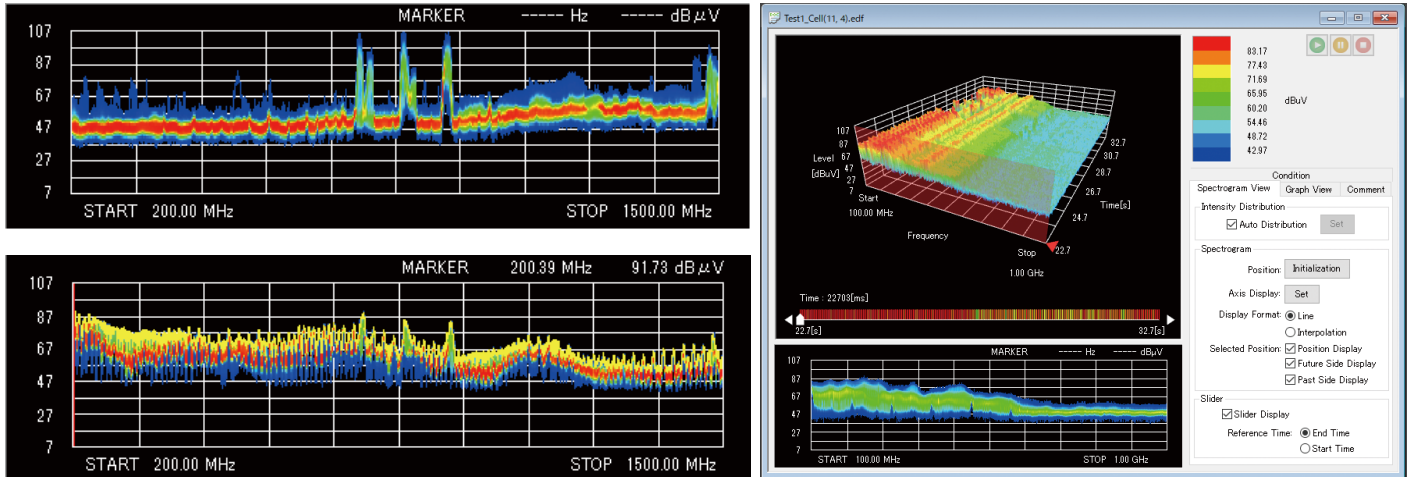 MARKER ----- Hz ----- dBμV
107
87
67
47
27
7
START 200.00 MHz STOP 1500.00 MHz
MARKER 200.39 MHz 91.73 dBμV
107
87
67
47
27
7
START 200.00 MHz STOP 1500.00 MHz
Test1_Cell(11, 4).edf
107
87
Level 67
[dBuV] 47
27
7
Start
100.00 MHz
Frequency
Stop
1.00 GHz
32.7
30.7
28.7
26.7
Time[s]
24.7
22.7
Time : 22703[ms]
22.7[s] 32.7[s]
MARKER ----- Hz ----- dBμV
107
87
67
47
27
7
START 100.00 MHz STOP 1.00 GHz
83.17
77.43
71.69
65.95
60.20
54.46
48.72
42.97
dBuV
Condition
Spectrogram View Graph View Comment
Intensity Distribution
Auto Distribution Set
Spectrogram
Position: Initialization
Axis Display: Set
Display Format: Line
Interpolation
Selected Position: Position Display
Future Side Display
Past Side Display
Slider
Slider Display
Reference Time: End Time
Start Time